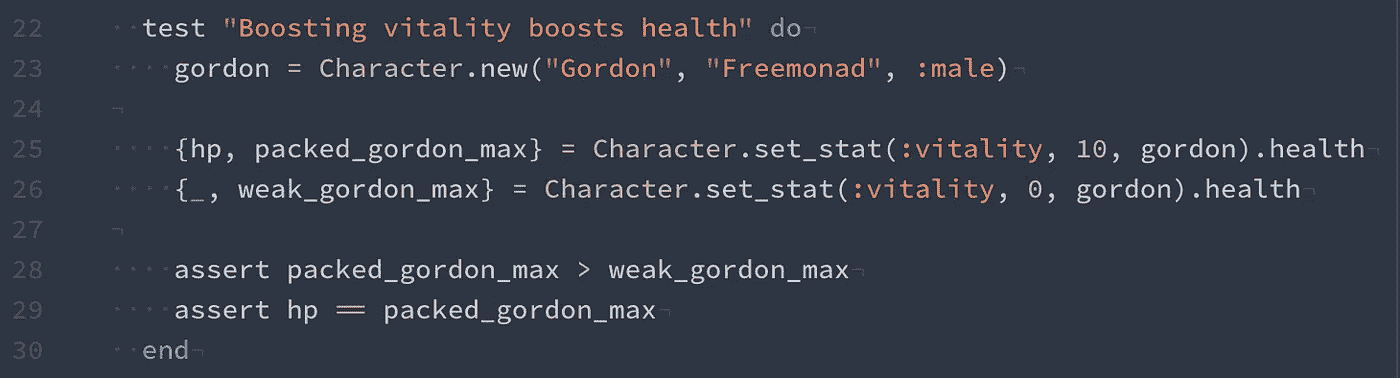 22 test "Boosting vitality boosts health" do
23 gordon = Character.new("Gordon", "Freemonad", :male)
24
25 {hp, packed_gordon_max} = Character.set_stat(:vitality, 10, gordon).health
26 {_, weak_gordon_max} = Character.set_stat(:vitality, 0, gordon).health
27
28 assert packed_gordon_max > weak_gordon_max
29 assert hp == packed_gordon_max
30 end